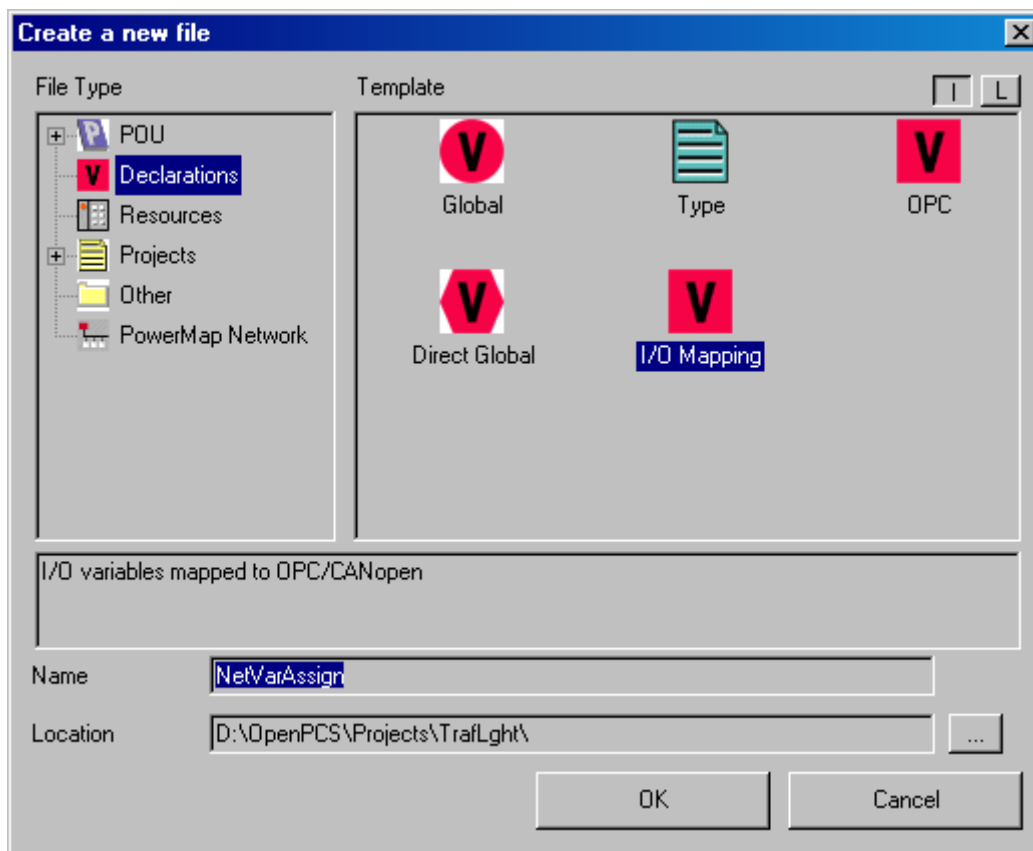 Create a new file
File Type
Template
I
L
POU
Declarations
Resources
Projects
Other
PowerMap Network
V
V
Global
Type
OPC
V
V
V
Direct Global
I/O Mapping
I/O variables mapped to OPC/CANopen
Name
NetVarAssign
Location
D:\OpenPCS\Projects\TrafLght\
...
OK
Cancel